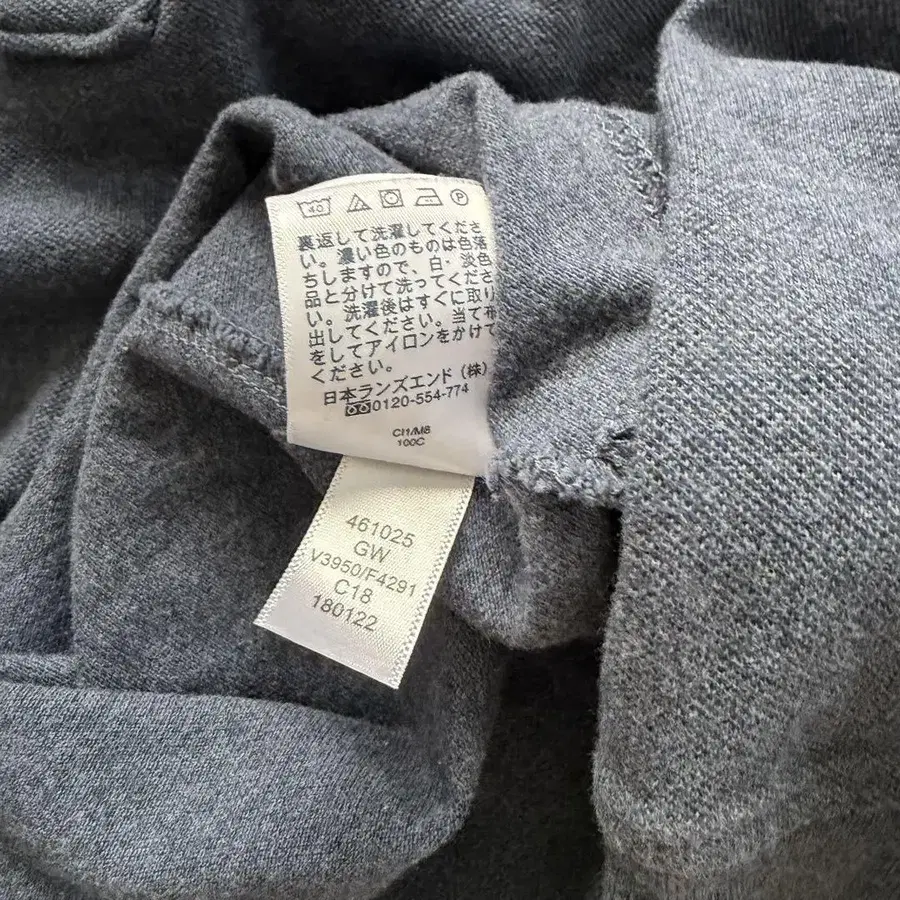 40
P
裏返して洗濯してくださ
い。濃い色のものは色落
ちしますので、白・淡色
品と分けて洗ってくださ
い。洗濯後はすぐに取り
出してください。当て布
をしてアイロンをかけて
ください。
日本ランズエンド(株)
0120-554-774
CI1/M8
100C
461025
GW
V3950/F4291
C18
180122